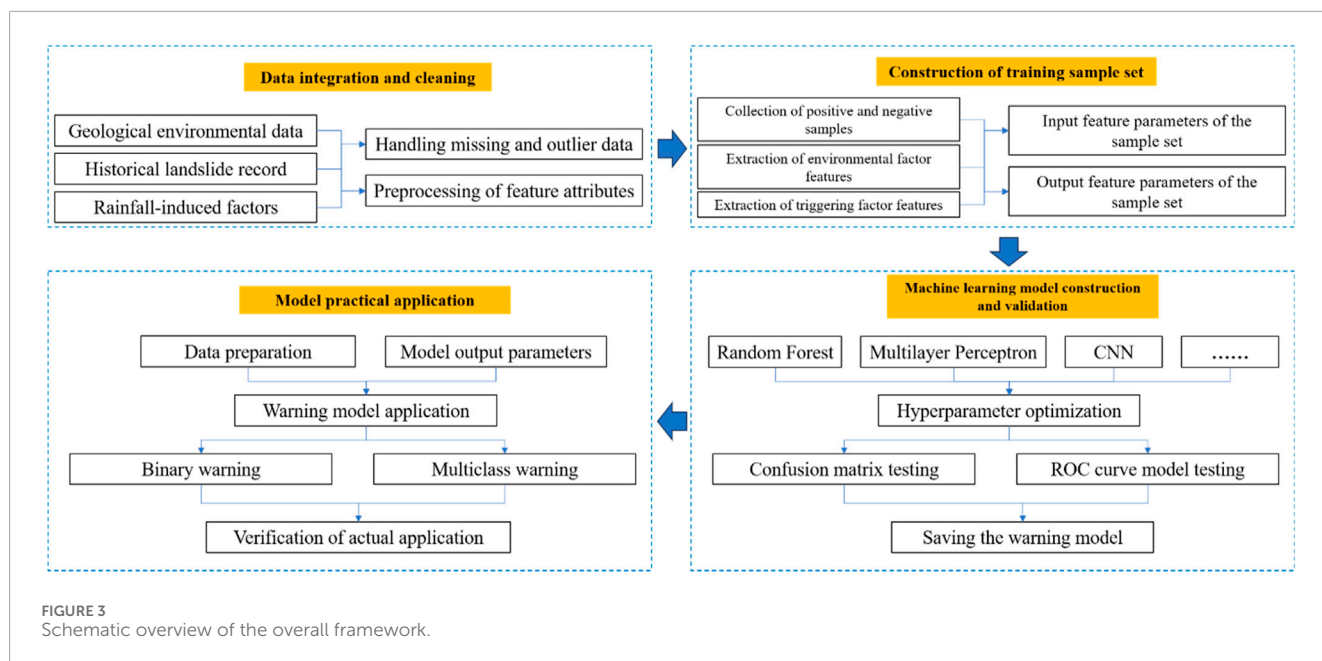 Data integration and cleaning
Geological environmental data
Historical landslide record
Rainfall-induced factors
Handling missing and outlier data
Preprocessing of feature attributes
Construction of training sample set
Collection of positive and negative
samples
Extraction of environmental factor
features
Extraction of triggering factor features
Input feature parameters of the
sample set
Output feature parameters of the
sample set
Machine learning model construction
and validation
Random Forest
Multilayer Perceptron
CNN
……
Hyperparameter optimization
Confusion matrix testing
ROC curve model testing
Saving the warning model
Model practical application
Data preparation
Model output parameters
Warning model application
Binary warning
Multiclass warning
Verification of actual application
FIGURE 3
Schematic overview of the overall framework.